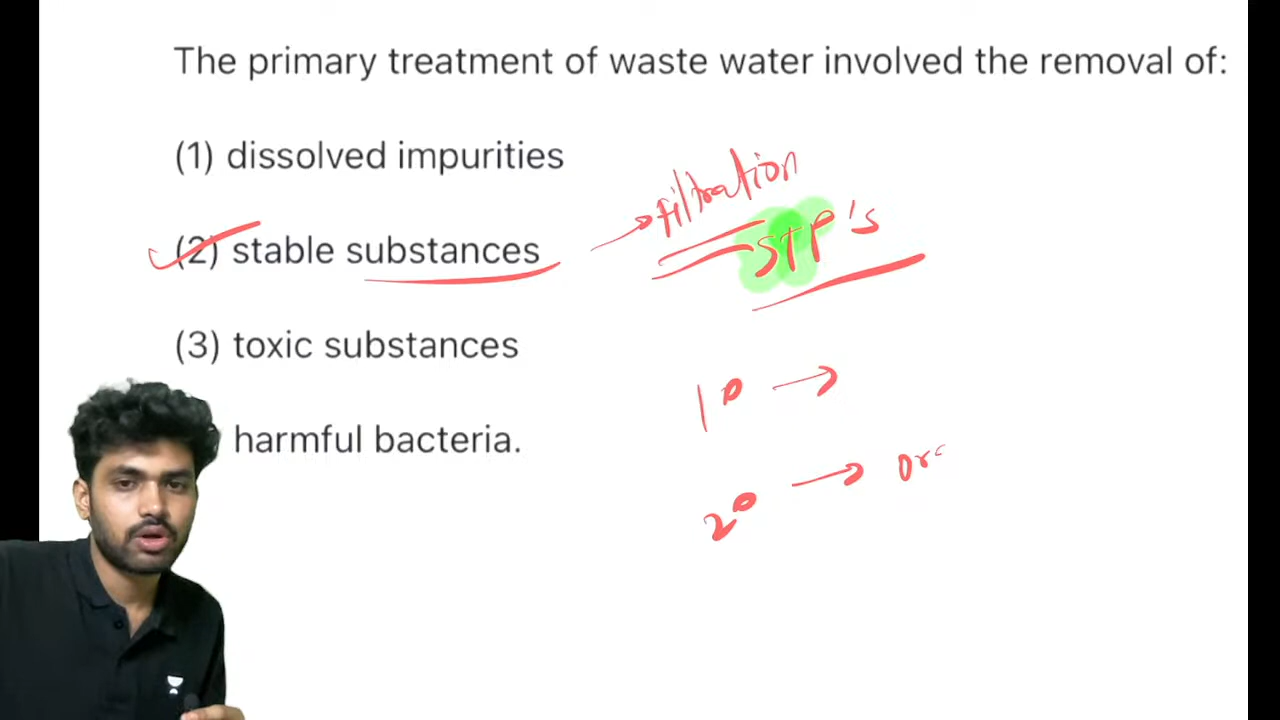 The primary treatment of waste water involved the removal of:
(1) dissolved impurities
filtration
(2) stable substances
STP's
(3) toxic substances
1°
harmful bacteria.
2° or